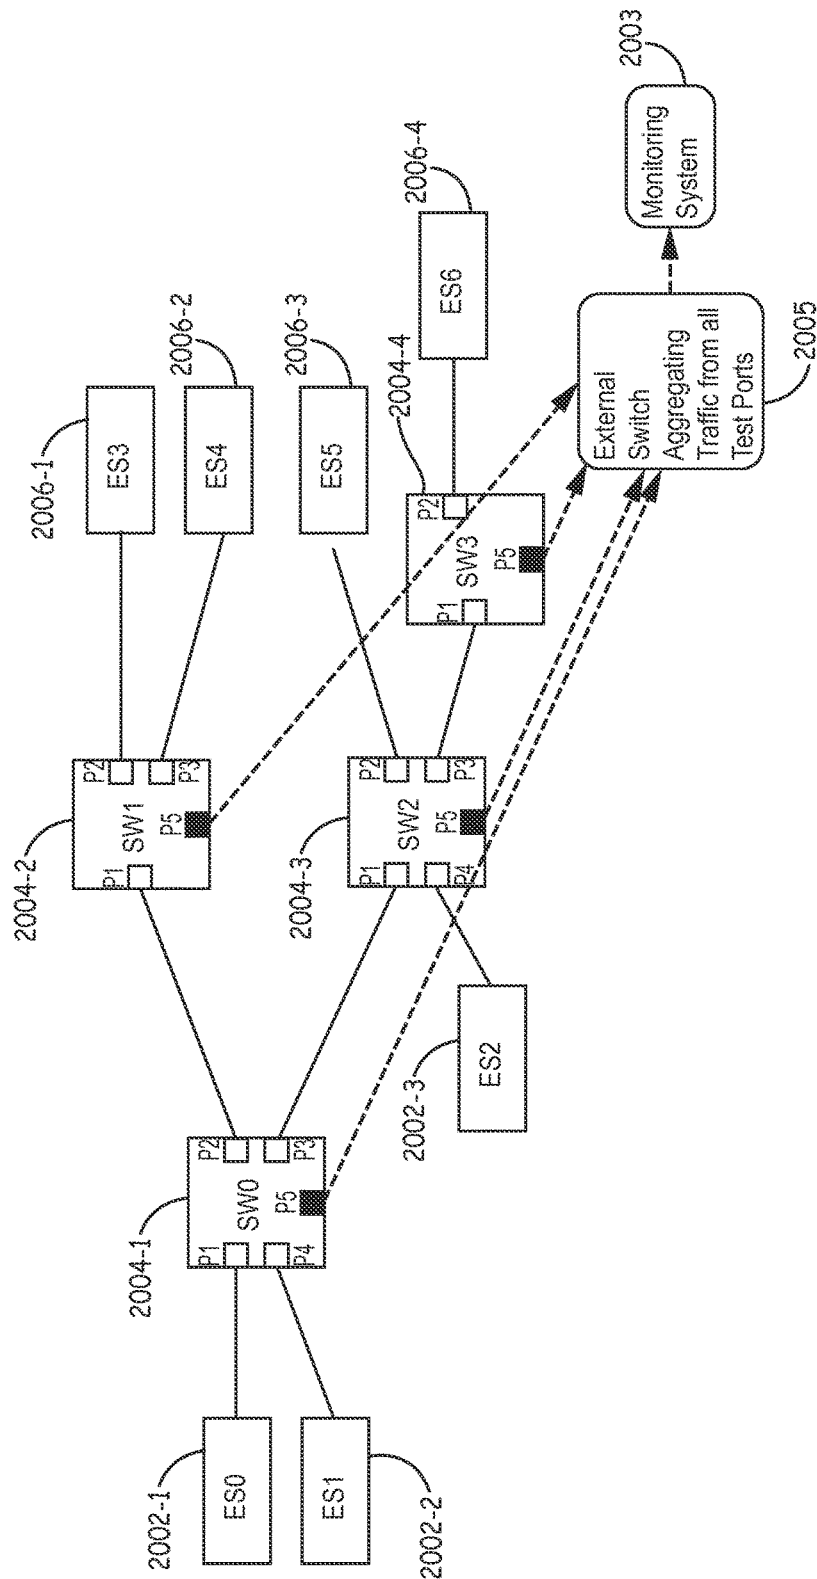 2002-1
ES0
ES1
2002-2
2004-1
P1
P2
SW0
P4
P5
P3
2004-2
P1
P2
SW1
P5
P3
2006-1
ES3
2006-2
ES4
2004-3
P1
P2
SW2
P4
P5
P3
2006-3
ES5
2002-3
ES2
2004-4
P1
P2
SW3
P5
2006-4
ES6
External
Switch
Aggregating
Traffic from all
Test Ports
2005
Monitoring
System
2003